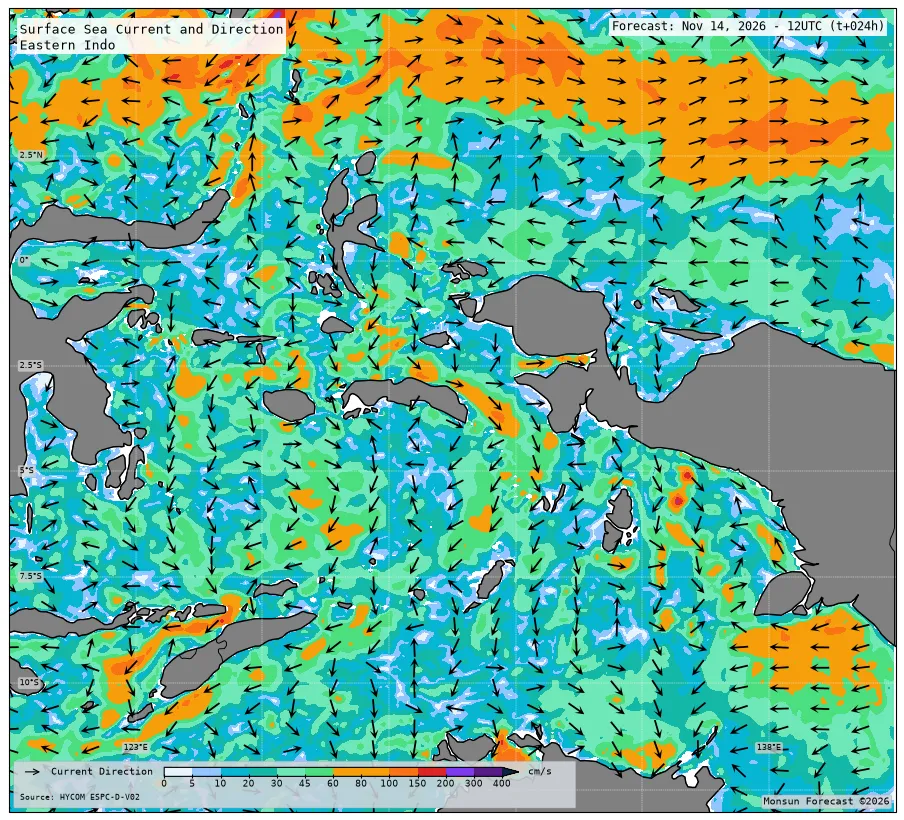 Surface Sea Current and Direction
Eastern Indo
Forecast: Nov 14, 2026 - 12UTC (t+024h)
2.5°N
0°
2.5°S
5°S
7.5°S
10°S
123°E
138°E
Current Direction
0 5 10 20 30 45 60 80 100 150 200 300 400
cm/s
Source: HYCOM ESPC-D-V02
Monsun Forecast ©2026